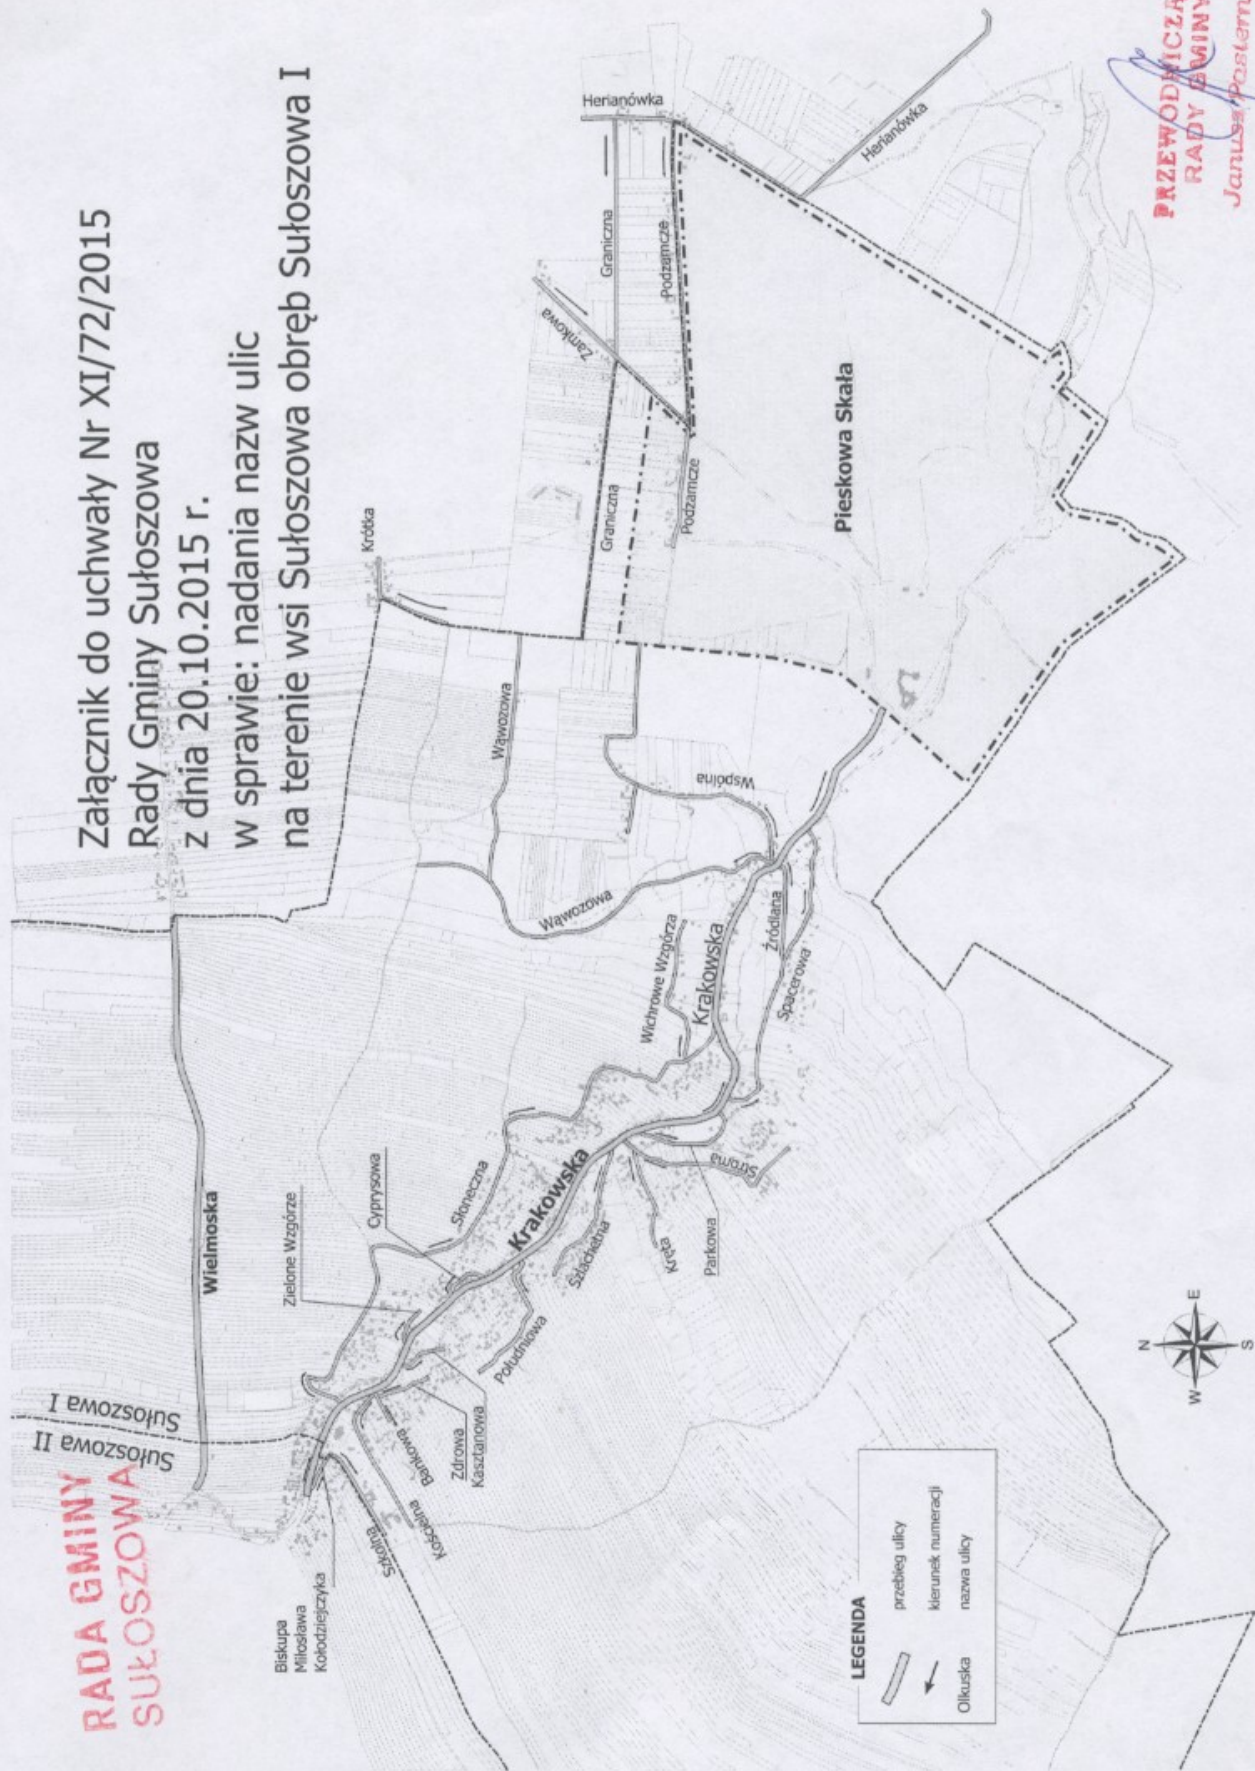 RADA GMINY
SUŁOSZOWA
Załącznik do uchwały Nr XI/72/2015
Rady Gminy Sułoszowa
z dnia 20.10.2015 r.
w sprawie: nadania nazw ulic
na terenie wsi Sułoszowa obręb Sułoszowa I
Sułoszowa II
Sułoszowa I
Wielmoska
Biskupa
Miłosława
Kołodziejczyka
Szkolna
Kościelna
Bankowa
Zdrowa
Kasztanowa
Zielone Wzgórze
Cyprysowa
Słoneczna
Południowa
Krakowska
Szlachetna
Kręta
Parkowa
Stroma
Wichrowe Wzgórza
Krakowska
Spacerowa
Źródlana
Wąwozowa
Wąwozowa
Wspólna
Krótka
Graniczna
Podzamcze
Zamkowa
Graniczna
Podzamcze
Herianówka
Herianówka
Pieskowa Skała
LEGENDA
przebieg ulicy
kierunek numeracji
Olkuska nazwa ulicy
N
E
S
W
RADY GMINY